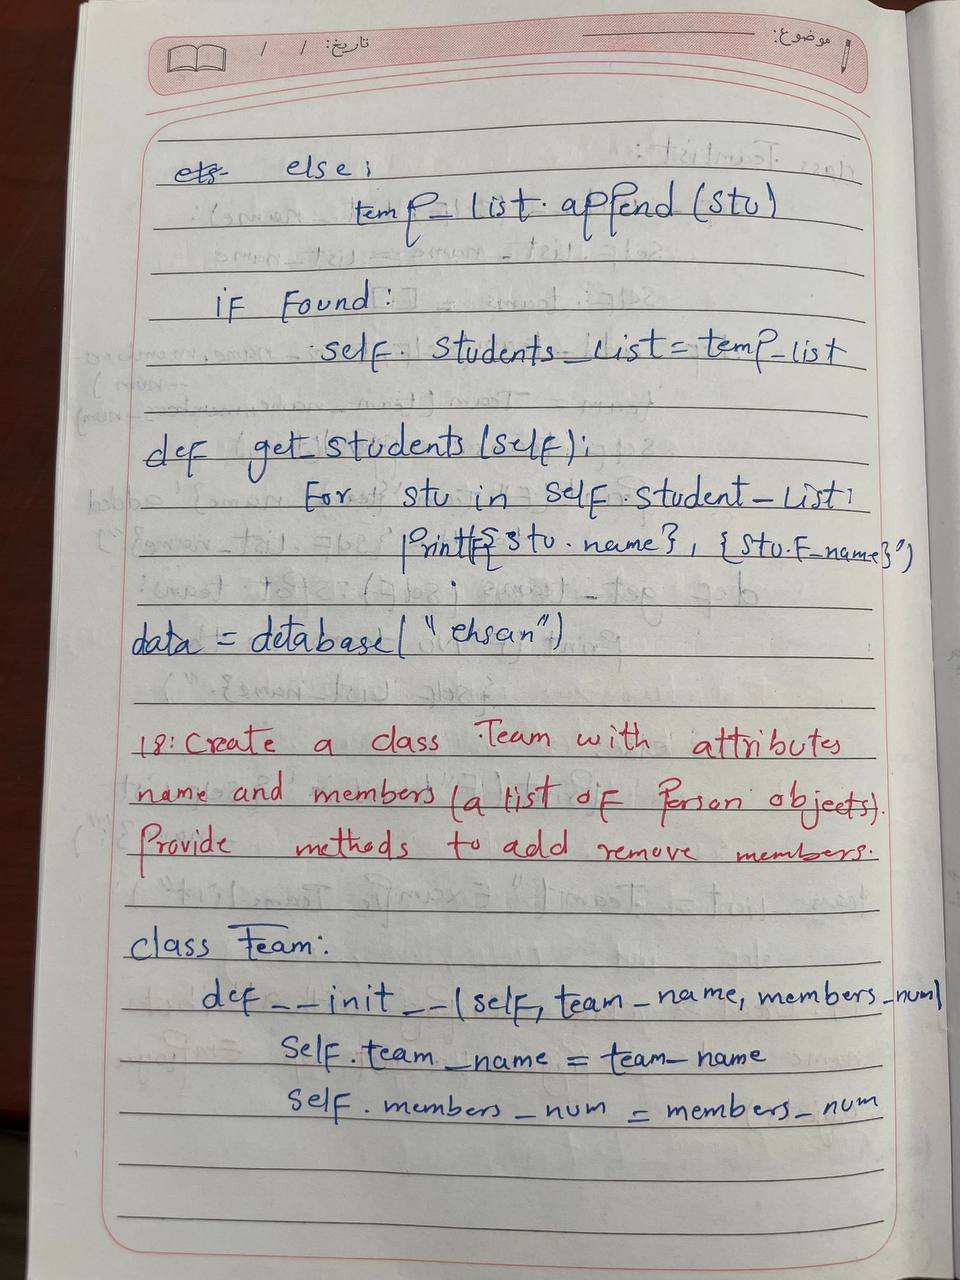 موضوع:
تاریخ: / /
else:
temp_list.append(stu)
if found:
self.students_list = temp_list
def get_students(self):
for stu in self.student_list:
print(f"{stu.name}, {stu.f_name}")
data = detabase("ehsan")
18: Create a class Team with attributes
name and members (a list of Person objects).
Provide methods to add remove members.
class Team:
def __init__(self, team_name, members_num)
self.team_name = team_name
self.members_num = members_num